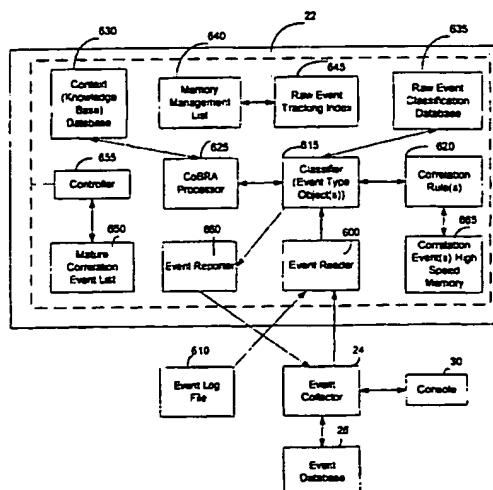 630
640
22
635
645
Context
(Knowledge
Base)
Database
Memory
Management
List
Raw Event
Tracking Index
Raw Event
Classification
Database
655
625
615
620
Controller
CoBRA
Processor
Classifier
(Event Type
Object(s))
Correlation
Rule(s)
650
660
600
665
Mature
Correlation
Event List
Event Reporter
Event Reader
Correlation
Event(s) High
Speed
Memory
610
24
30
Event Log
File
Event
Collector
Console
26
Event
Database